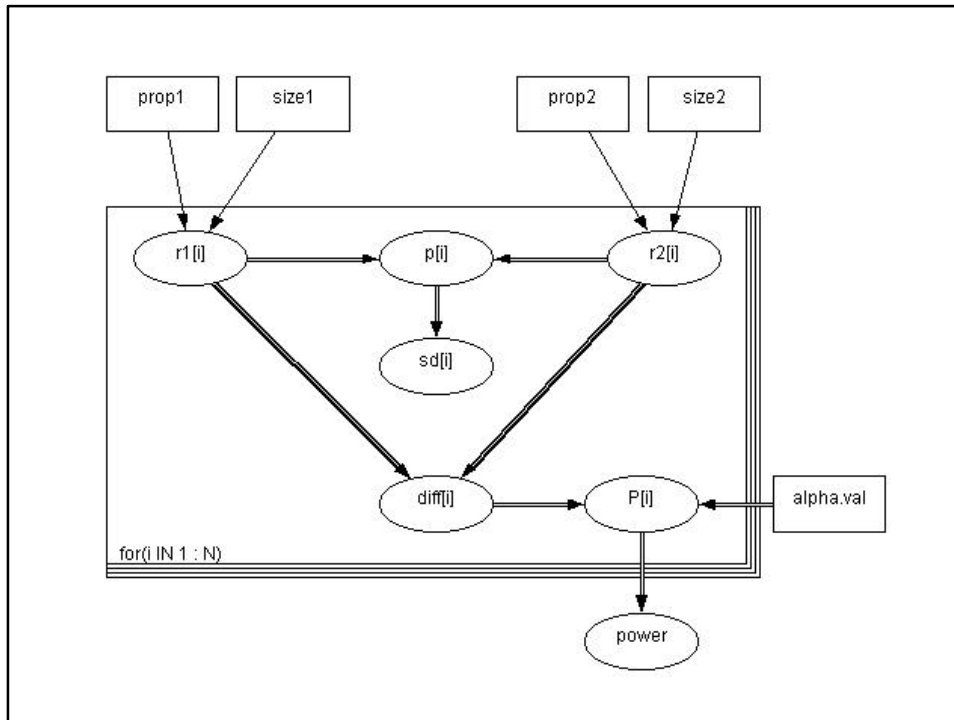 prop1
size1
prop2
size2
r1[i]
p[i]
r2[i]
sd[i]
diff[i]
P[i]
alpha.val
for(i IN 1 : N)
power